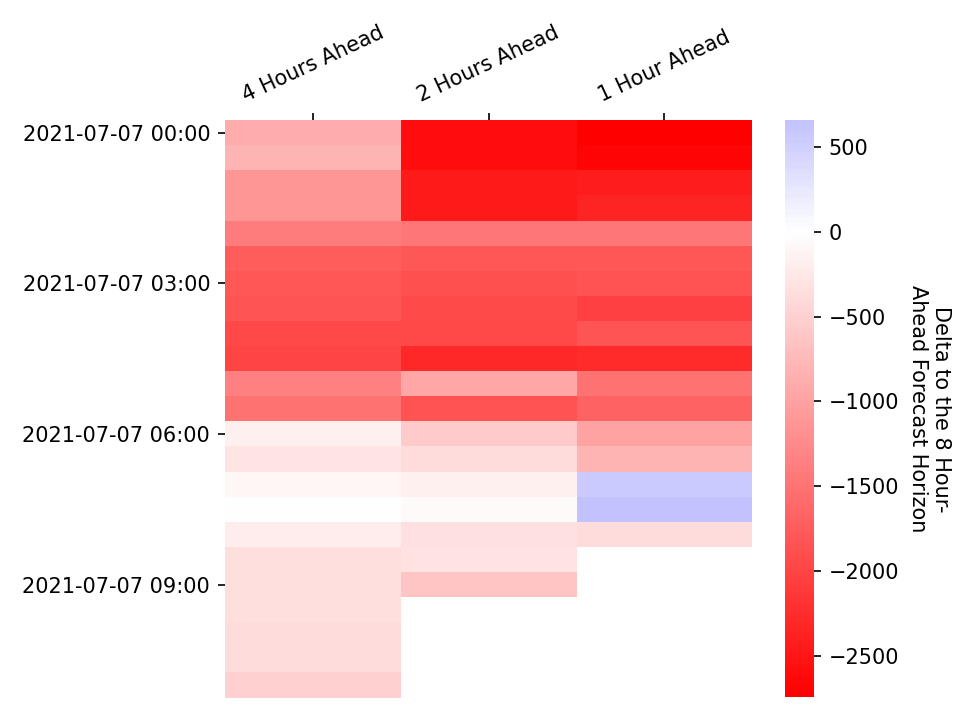 4 Hours Ahead
2 Hours Ahead
1 Hour Ahead
2021-07-07 00:00
2021-07-07 03:00
2021-07-07 06:00
2021-07-07 09:00
500
0
−500
−1000
−1500
−2000
−2500
Delta to the 8 Hour-
Ahead Forecast Horizon